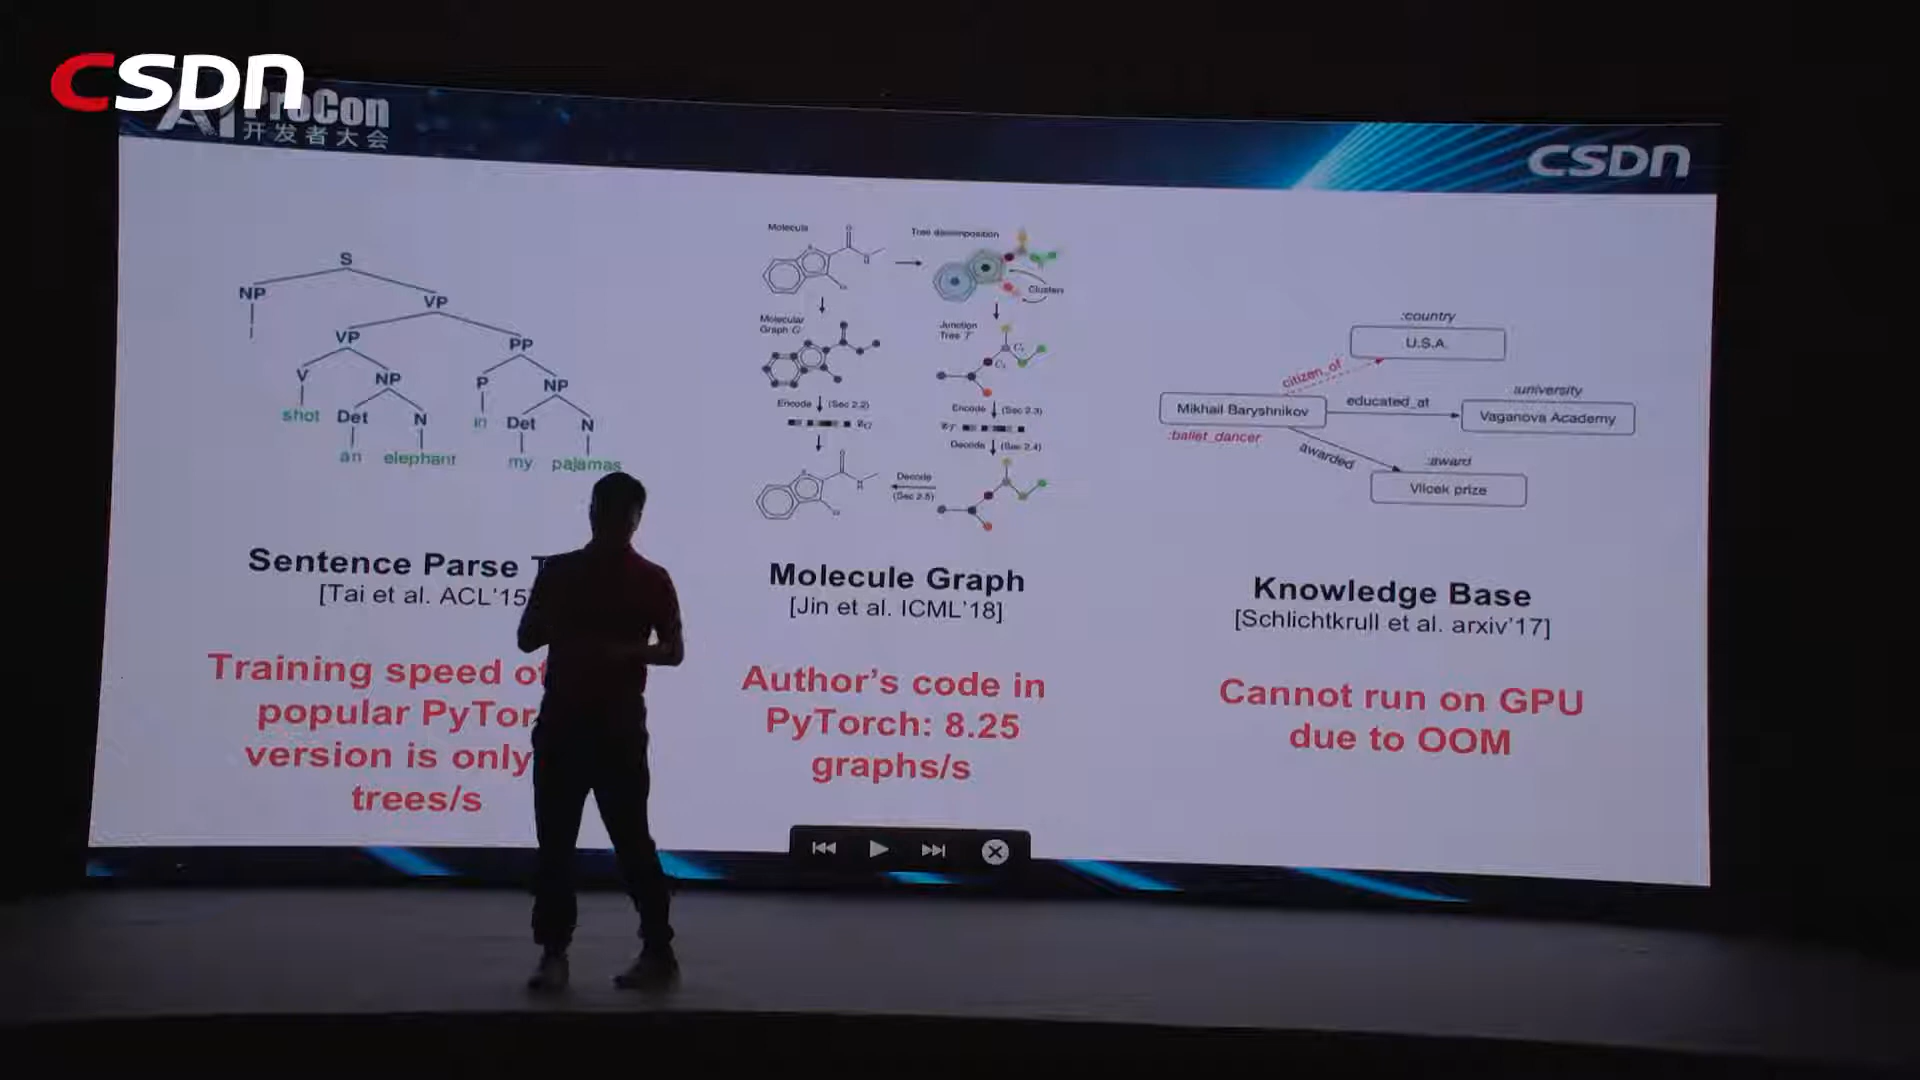 CSDN
AI ProCon
开发者大会
CSDN
S
NP
VP
I
VP
PP
V
NP
P
NP
shot
Det
N
in
Det
N
an
elephant
my
pajamas
Sentence Parse
[Tai et al. ACL'15]
Training speed of
popular
version is only
trees/s
Molecule
Tree decomposition
Clusters
Molecular
Graph G
Junction
Tree T
Encode (Sec 2.2)
Encode (Sec 2.3)
Decode (Sec 2.4)
Decode
(Sec 2.5)
Molecule Graph
[Jin et al. ICML'18]
Author's code in
PyTorch: 8.25
graphs/s
:country
U.S.A.
citizen_of
Mikhail Baryshnikov
:ballet_dancer
educated_at
:university
Vaganova Academy
awarded
:award
Vilcek prize
Knowledge Base
[Schlichtkrull et al. arxiv'17]
Cannot run on GPU
due to OOM